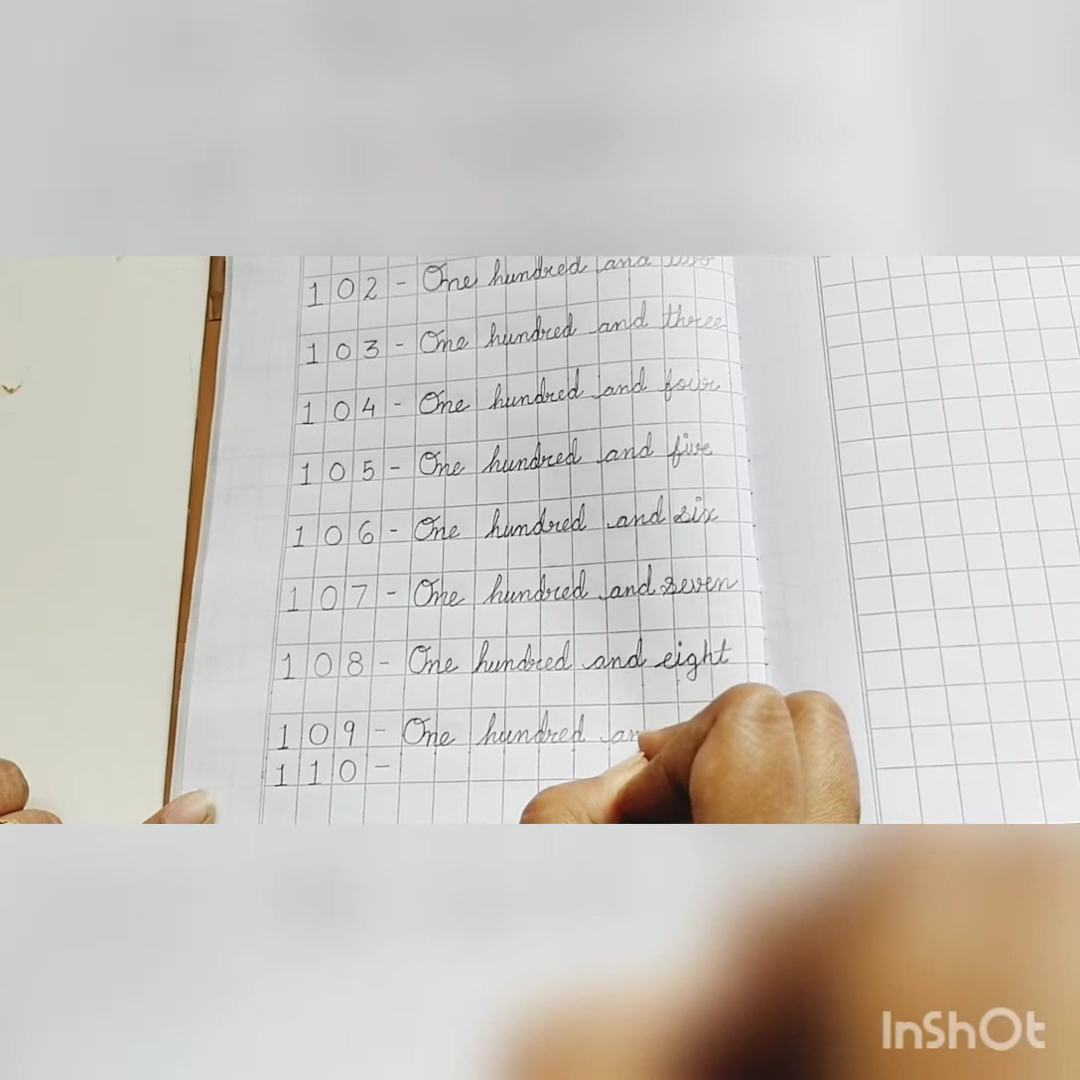 102 - One hundred and two
103 - One hundred and three
104 - One hundred and four
105 - One hundred and five
106 - One hundred and six
107 - One hundred and seven
108 - One hundred and eight
109 - One hundred an
110 -
InShOt